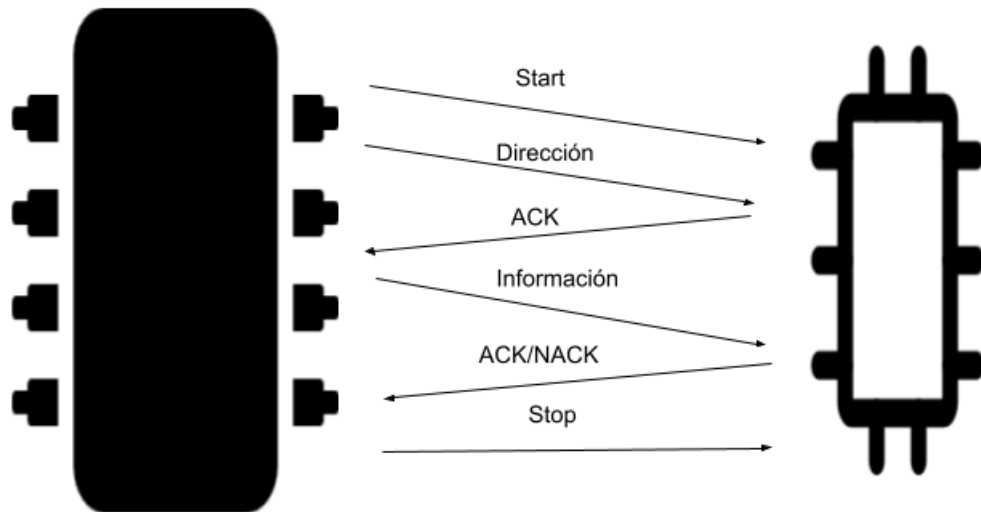 Start
Dirección
ACK
Información
ACK/NACK
Stop